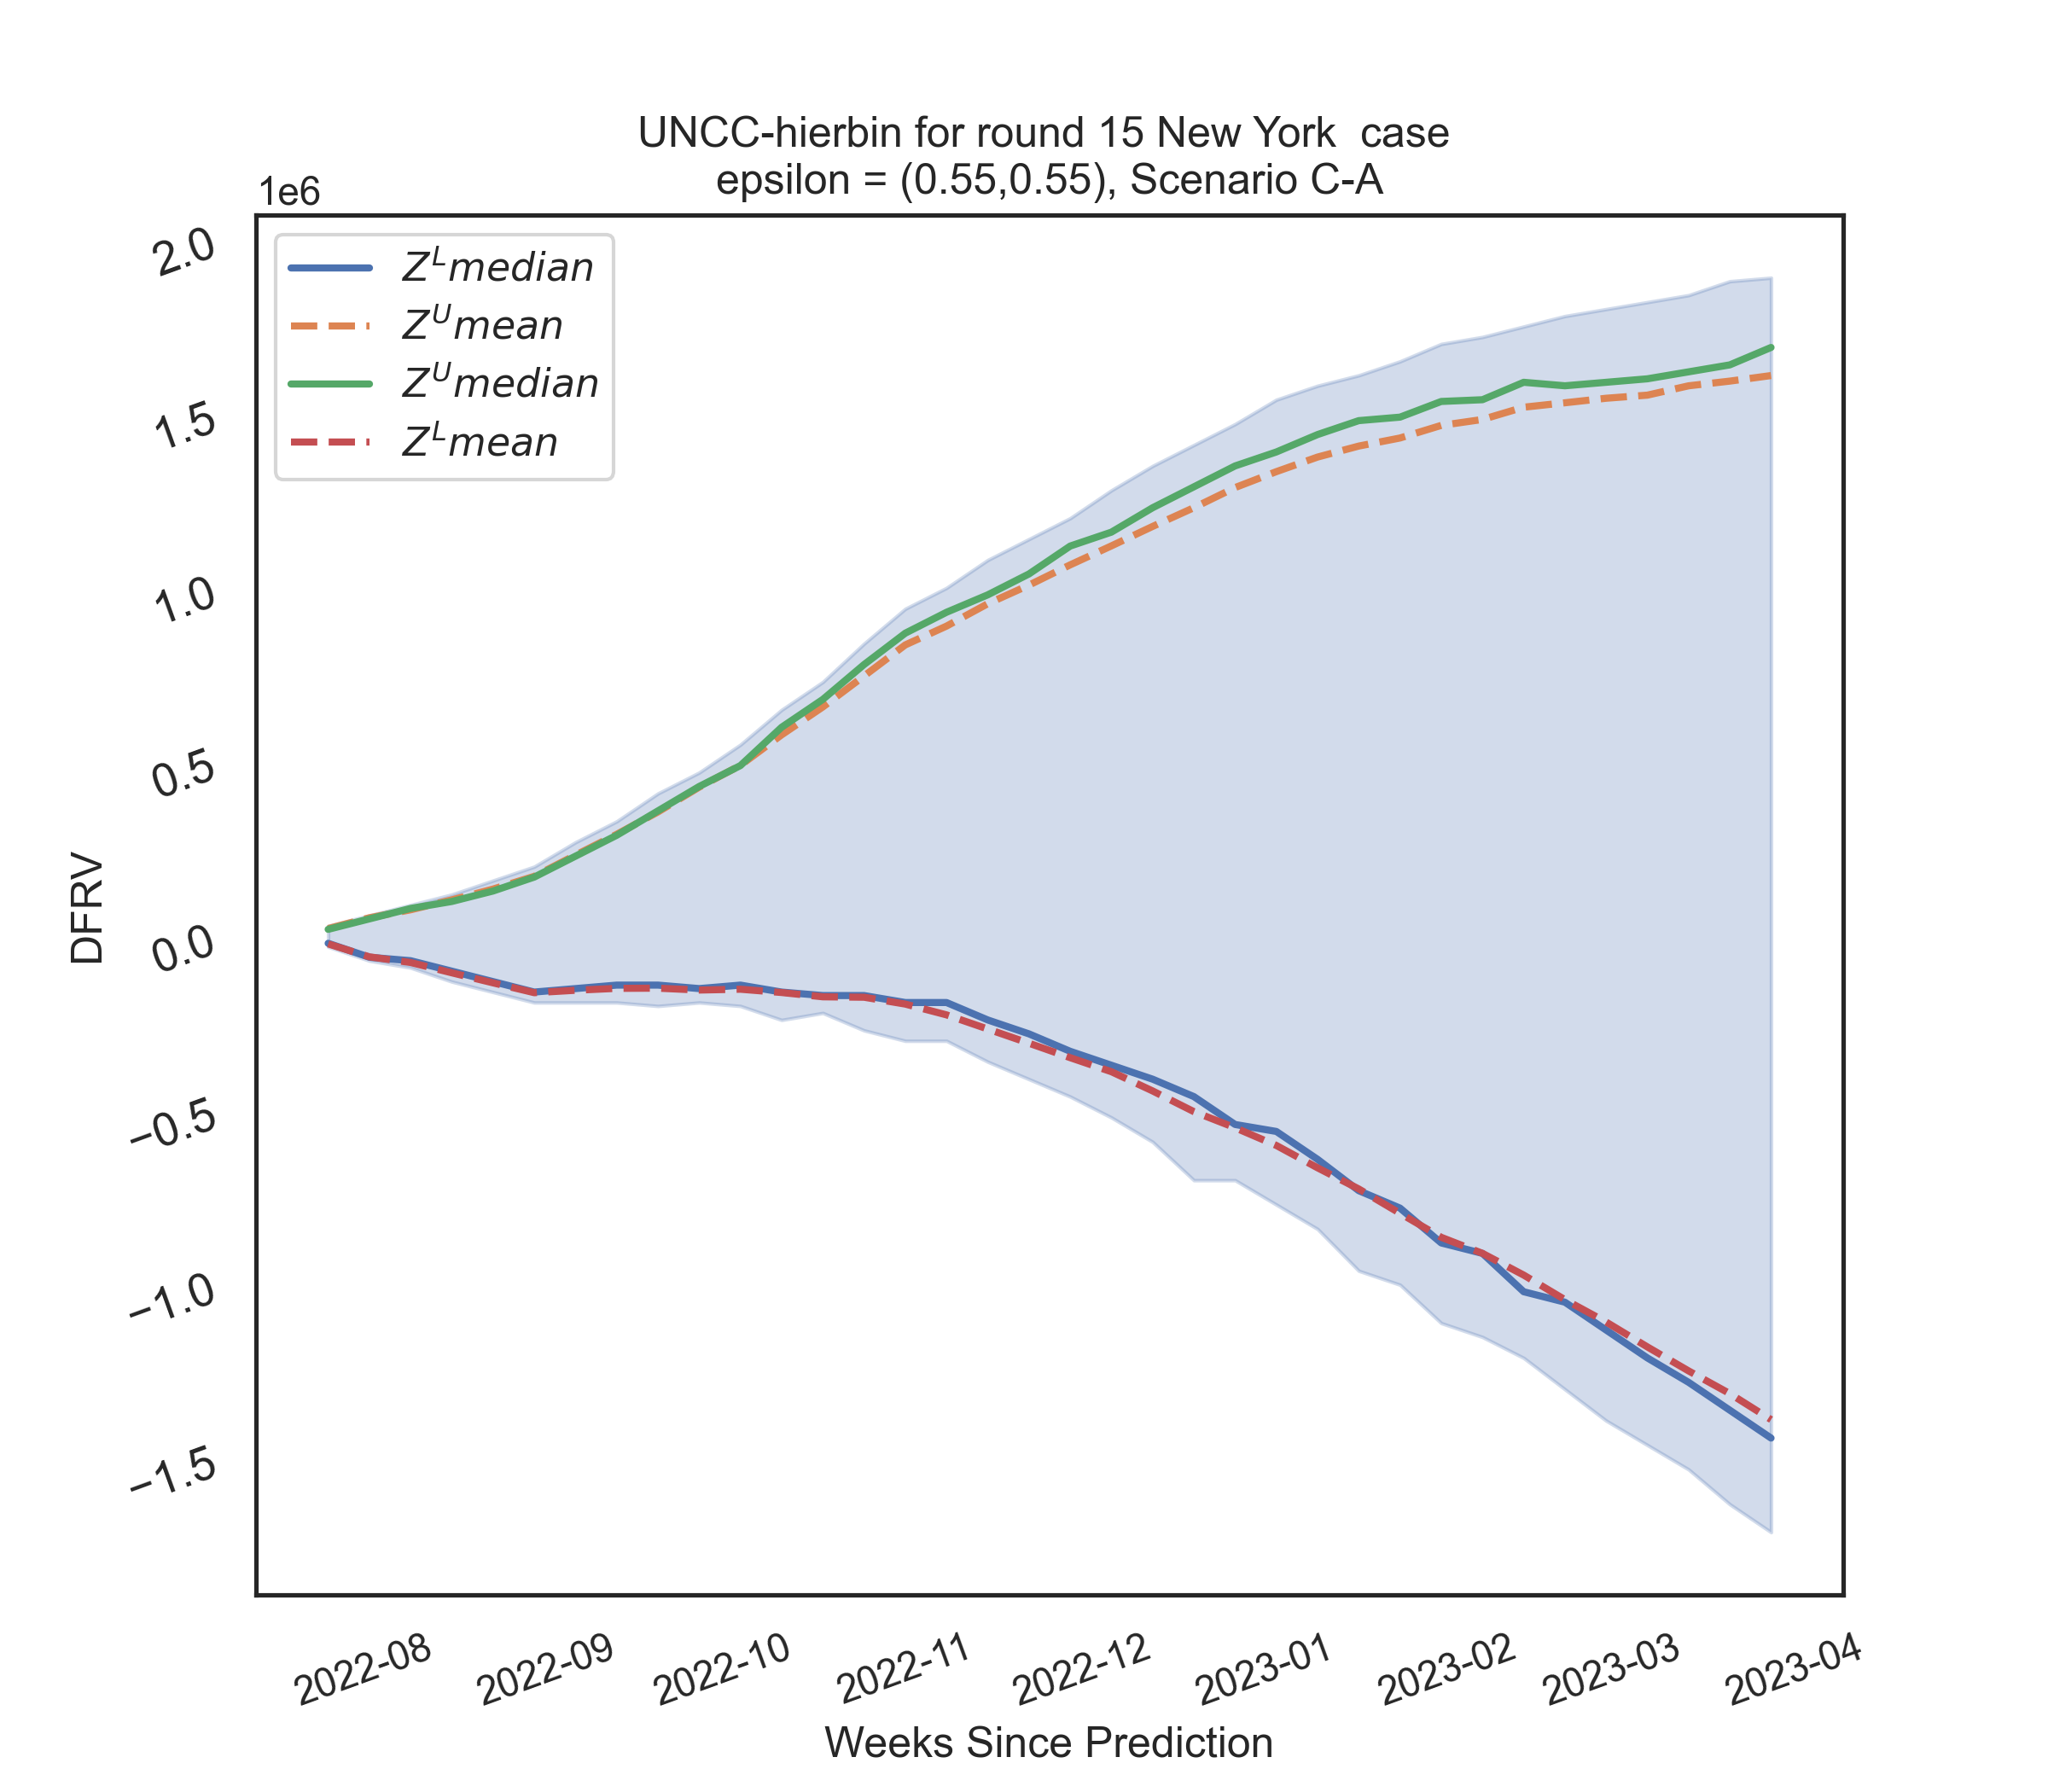 UNCC-hierbin for round 15 New York  case
epsilon = (0.55,0.55), Scenario C-A
1e6
2.0
1.5
1.0
0.5
0.0
−0.5
−1.0
−1.5
DFRV
Z^L median
Z^U mean
Z^U median
Z^L mean
2022-08
2022-09
2022-10
2022-11
2022-12
2023-01
2023-02
2023-03
2023-04
Weeks Since Prediction